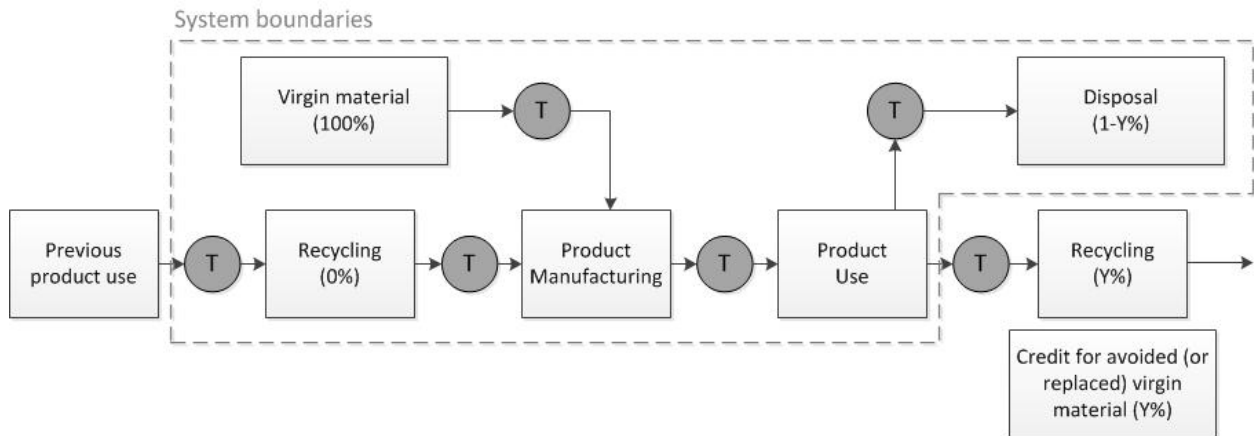 System boundaries
Virgin material
(100%)
T
T
Disposal
(1-Y%)
Previous
product use
T
Recycling
(0%)
T
Product
Manufacturing
T
Product
Use
T
Recycling
(Y%)
Credit for avoided (or
replaced) virgin
material (Y%)